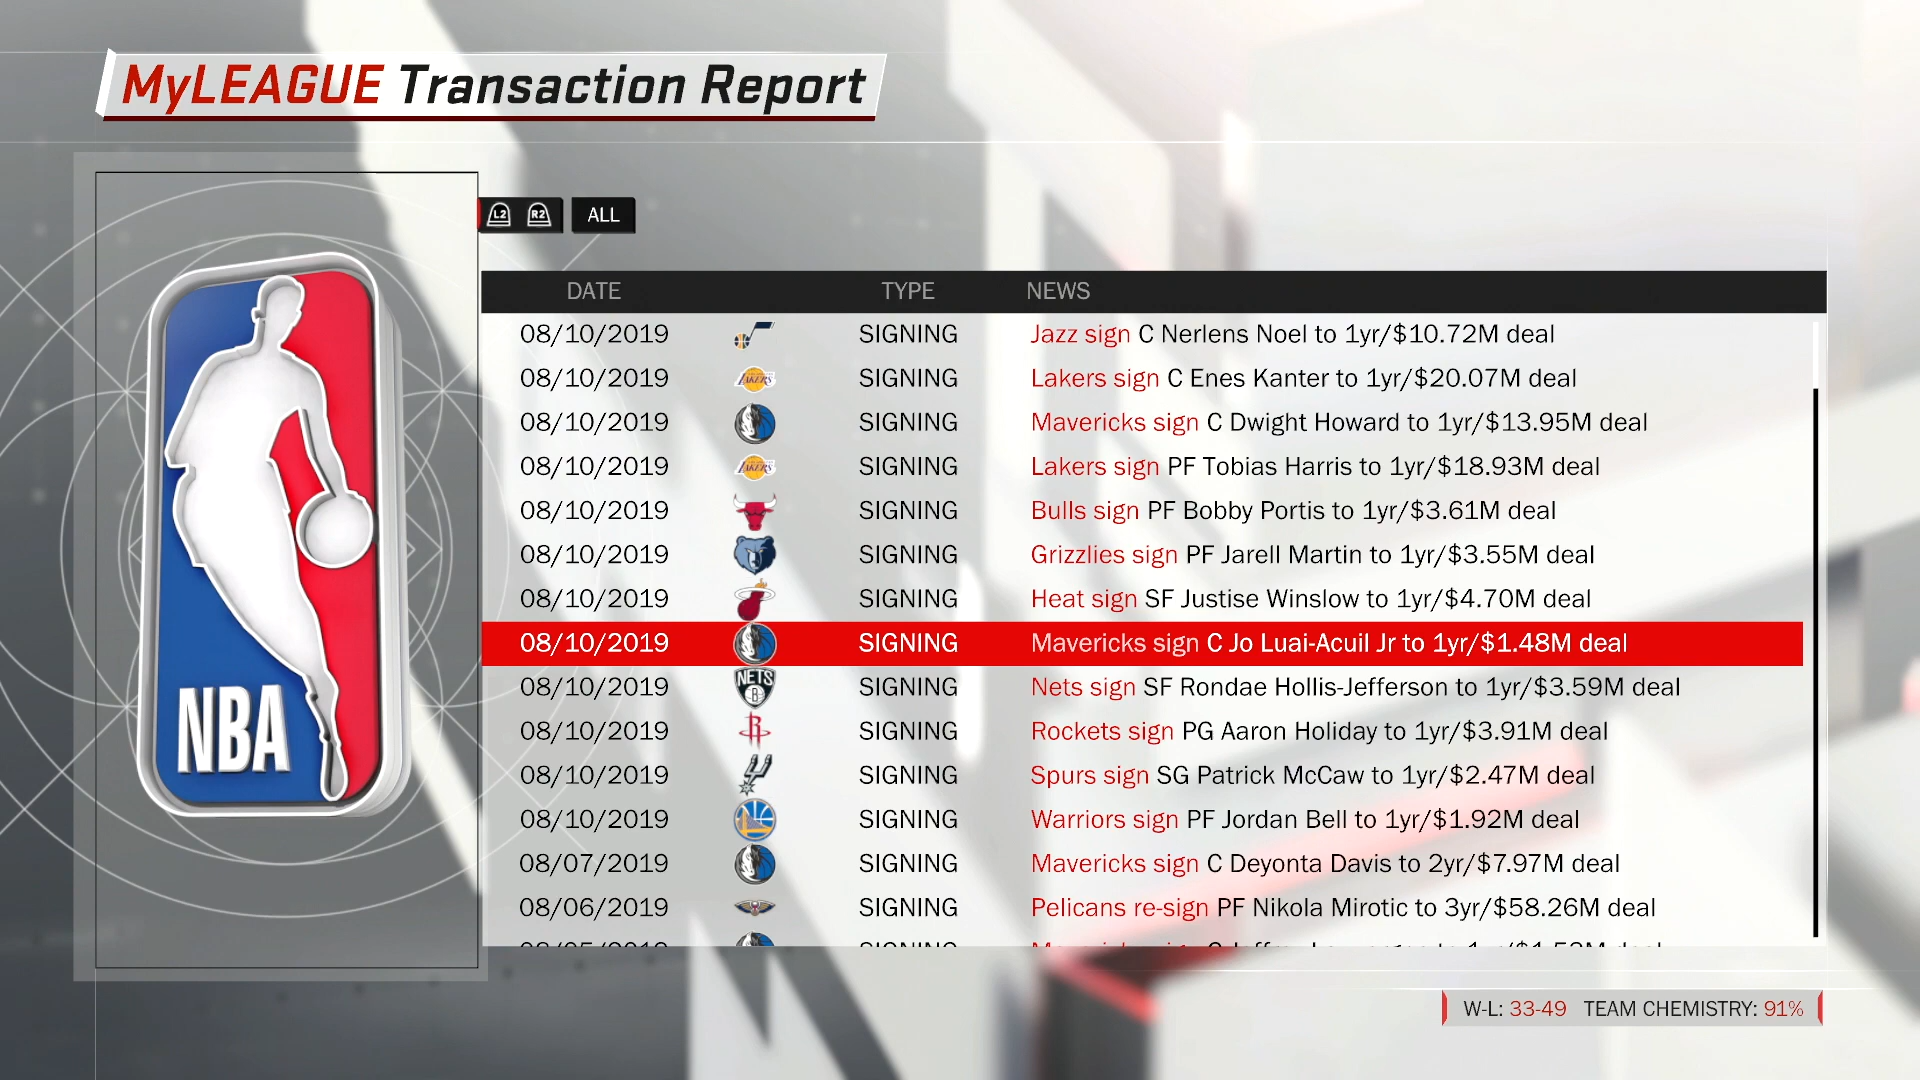 MyLEAGUE Transaction Report
L2 R2 ALL
DATE TYPE NEWS
08/10/2019 SIGNING Jazz sign C Nerlens Noel to 1yr/$10.72M deal
08/10/2019 LAKERS SIGNING Lakers sign C Enes Kanter to 1yr/$20.07M deal
08/10/2019 SIGNING Mavericks sign C Dwight Howard to 1yr/$13.95M deal
08/10/2019 LAKERS SIGNING Lakers sign PF Tobias Harris to 1yr/$18.93M deal
08/10/2019 SIGNING Bulls sign PF Bobby Portis to 1yr/$3.61M deal
08/10/2019 SIGNING Grizzlies sign PF Jarell Martin to 1yr/$3.55M deal
08/10/2019 SIGNING Heat sign SF Justise Winslow to 1yr/$4.70M deal
08/10/2019 SIGNING Mavericks sign C Jo Luai-Acuil Jr to 1yr/$1.48M deal
08/10/2019 NETS B SIGNING Nets sign SF Rondae Hollis-Jefferson to 1yr/$3.59M deal
08/10/2019 R SIGNING Rockets sign PG Aaron Holiday to 1yr/$3.91M deal
08/10/2019 SIGNING Spurs sign SG Patrick McCaw to 1yr/$2.47M deal
08/10/2019 SIGNING Warriors sign PF Jordan Bell to 1yr/$1.92M deal
08/07/2019 SIGNING Mavericks sign C Deyonta Davis to 2yr/$7.97M deal
08/06/2019 SIGNING Pelicans re-sign PF Nikola Mirotic to 3yr/$58.26M deal
NBA
W-L: 33-49 TEAM CHEMISTRY: 91%